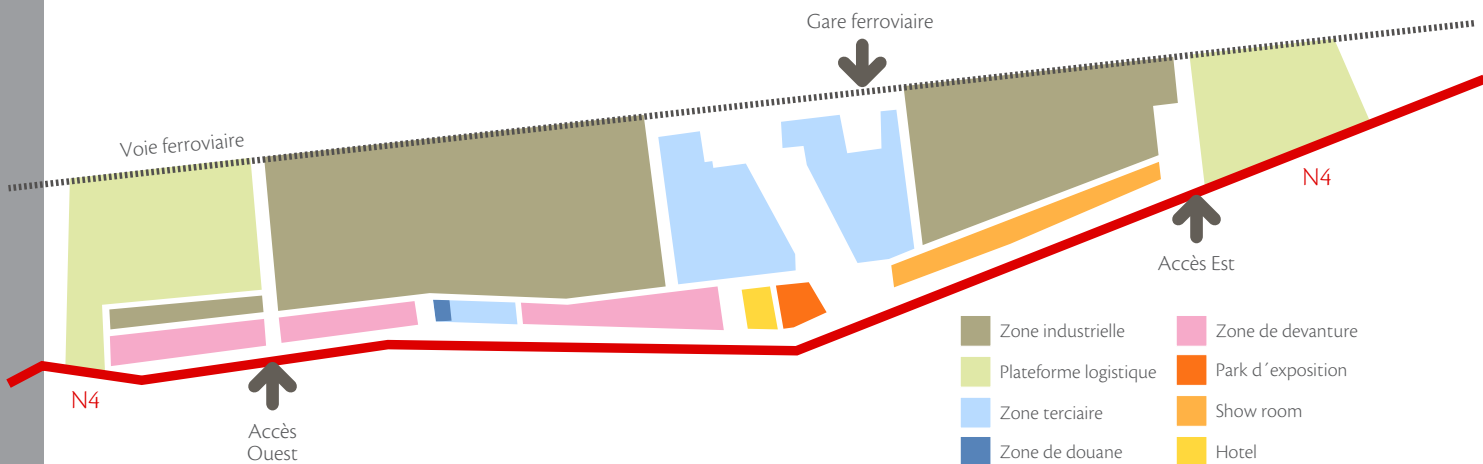 Gare ferroviaire
Voie ferroviaire
N4
Accès Est
N4
Accès
Ouest
Zone industrielle
Plateforme logistique
Zone terciaire
Zone de douane
Zone de devanture
Park d´exposition
Show room
Hotel